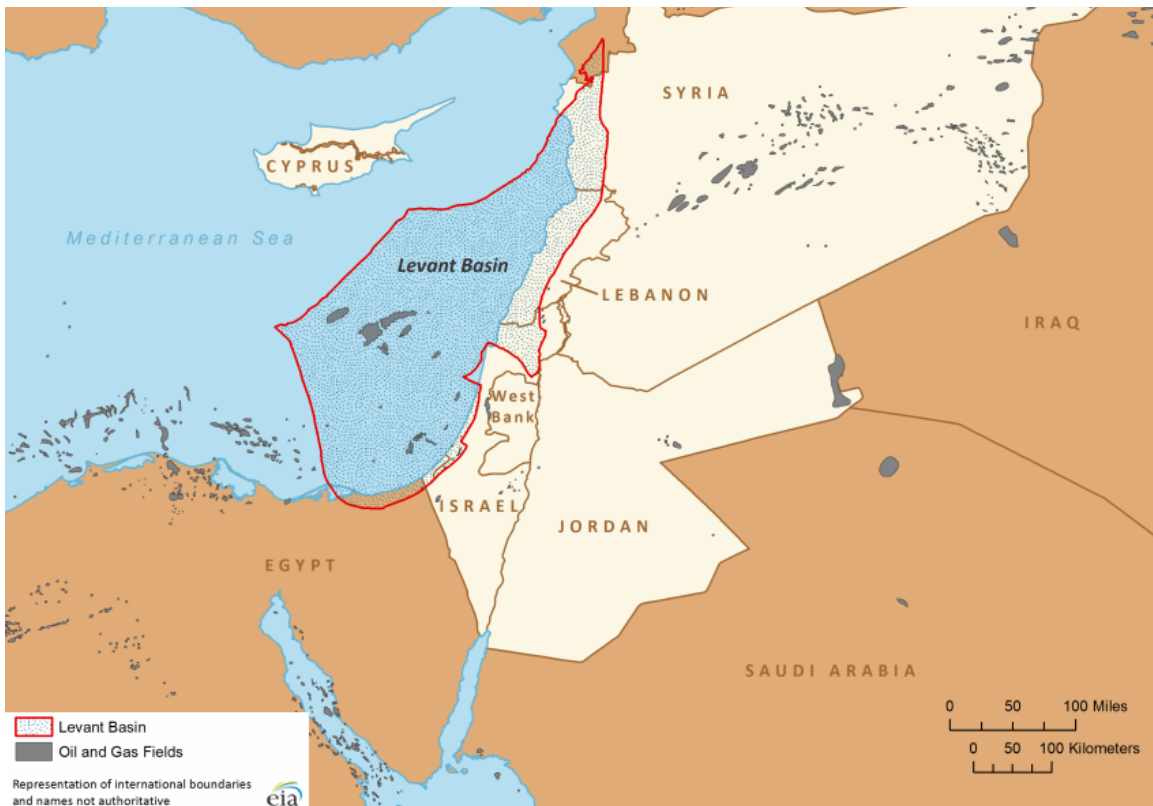 SYRIA
CYPRUS
Mediterranean Sea
Levant Basin
LEBANON
IRAQ
West
Bank
ISRAEL
JORDAN
EGYPT
SAUDI ARABIA
0 50 100 Miles
0 50 100 Kilometers
Levant Basin
Oil and Gas Fields
Representation of international boundaries
and names not authoritative
eia